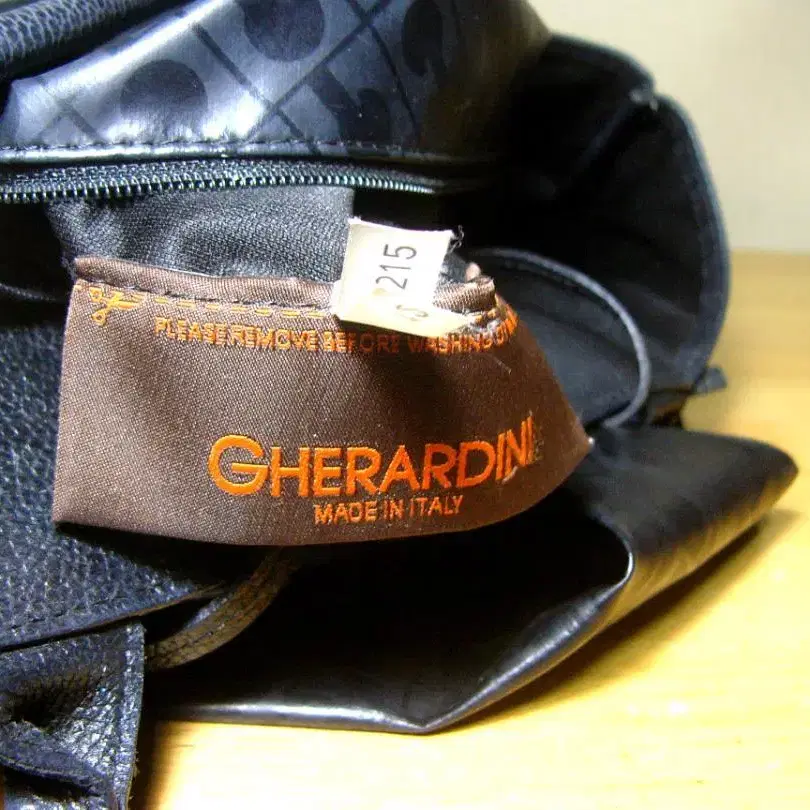 215
PLEASE REMOVE BEFORE WASHING
GHERARDINI
MADE IN ITALY